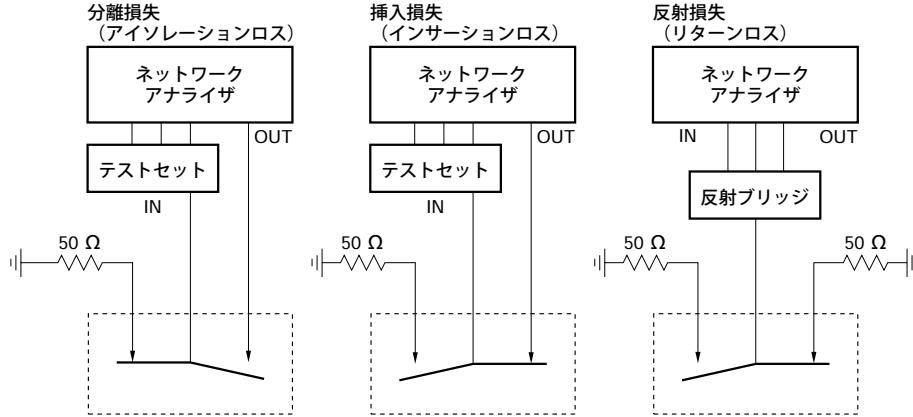 分離損失
（アイソレーションロス）
ネットワーク
アナライザ
OUT
テストセット
IN
50 Ω
挿入損失
（インサーションロス）
ネットワーク
アナライザ
OUT
テストセット
IN
50 Ω
反射損失
（リターンロス）
ネットワーク
アナライザ
IN
OUT
反射ブリッジ
50 Ω
50 Ω